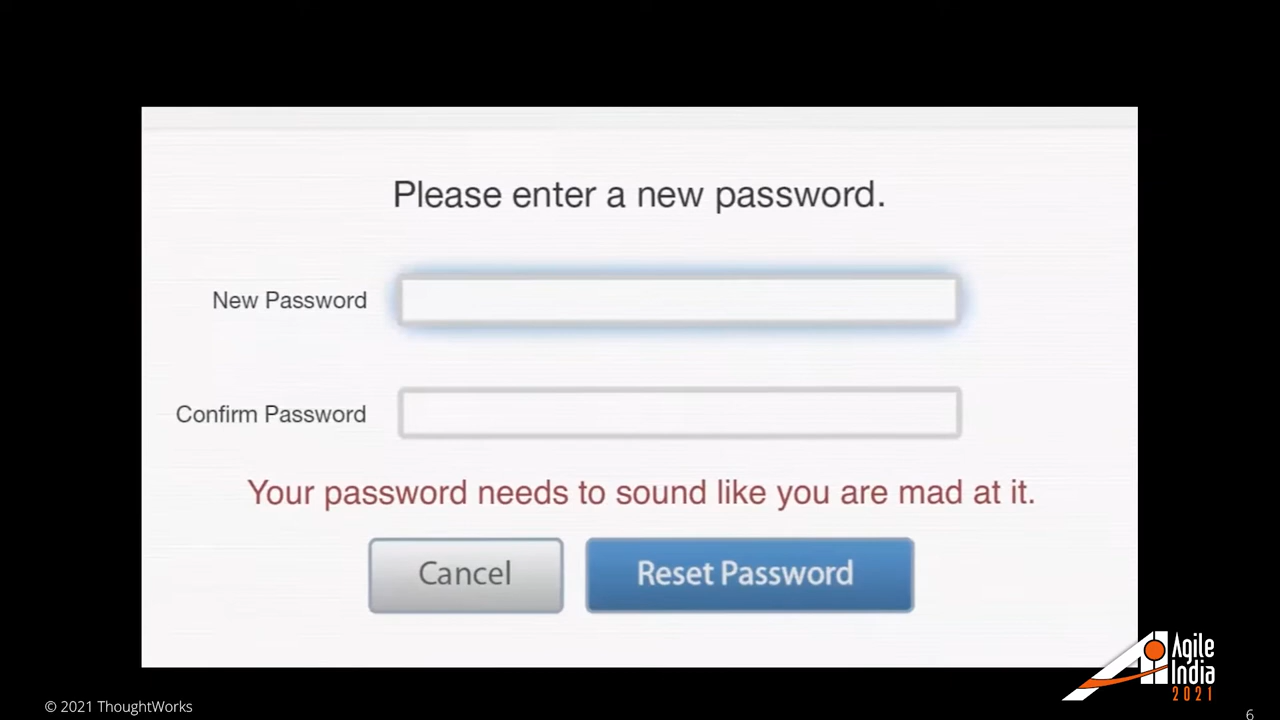 Please enter a new password.
New Password
Confirm Password
Your password needs to sound like you are mad at it.
Cancel
Reset Password
Agile
India
2021
© 2021 ThoughtWorks
6